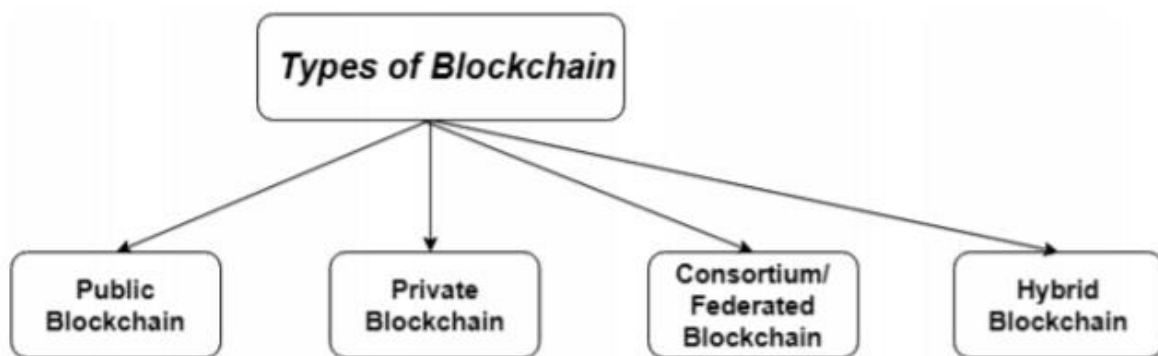 Types of Blockchain
Public
Blockchain
Private
Blockchain
Consortium/
Federated
Blockchain
Hybrid
Blockchain